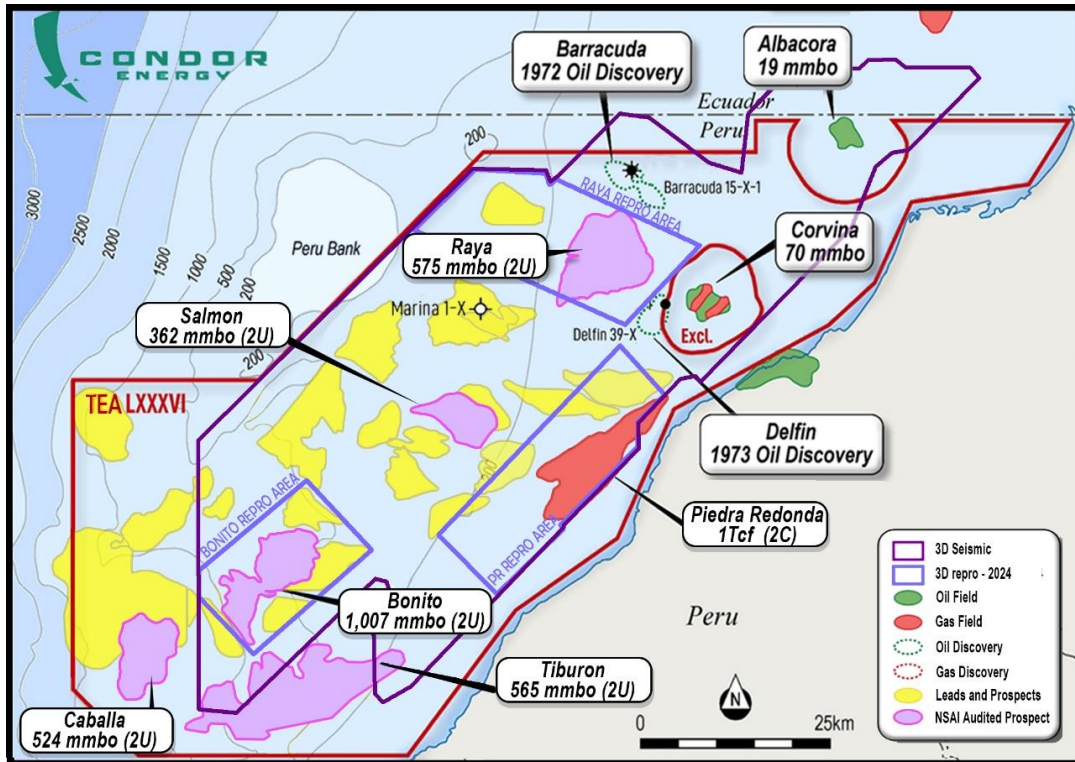 CONDOR
ENERGY
Barracuda
1972 Oil Discovery
Albacora
19 mmbo
Ecuador
Peru
200
3000
2500
2000
1500
1000
500
200
Peru Bank
RAYA REPRO AREA
Barracuda 15-X-1
Raya
575 mmbo (2U)
Corvina
70 mmbo
Marina 1-X
Salmon
362 mmbo (2U)
Delfin 39-X
Excl.
200
TEA LXXXVI
Delfin
1973 Oil Discovery
200
BONITO REPRO AREA
PR REPRO AREA
Piedra Redonda
1Tcf (2C)
Bonito
1,007 mmbo (2U)
Peru
Tiburon
565 mmbo (2U)
Caballa
524 mmbo (2U)
N
0
25km
3D Seismic
3D repro - 2024
Oil Field
Gas Field
Oil Discovery
Gas Discovery
Leads and Prospects
NSAI Audited Prospect